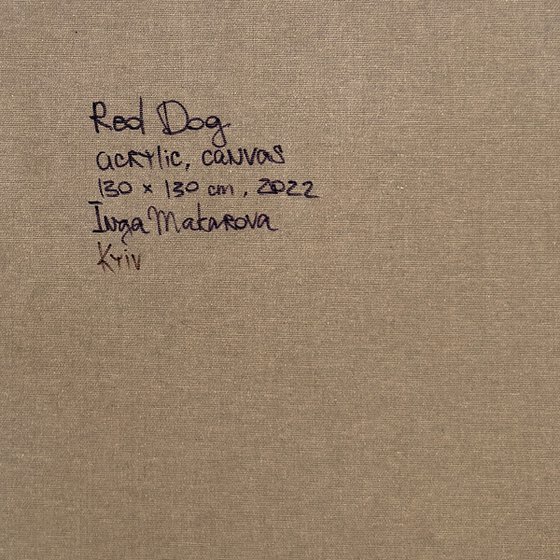 Red Dog
acrylic, canvas
130 x 130 cm, 2022
Inga Makarova
Kyiv